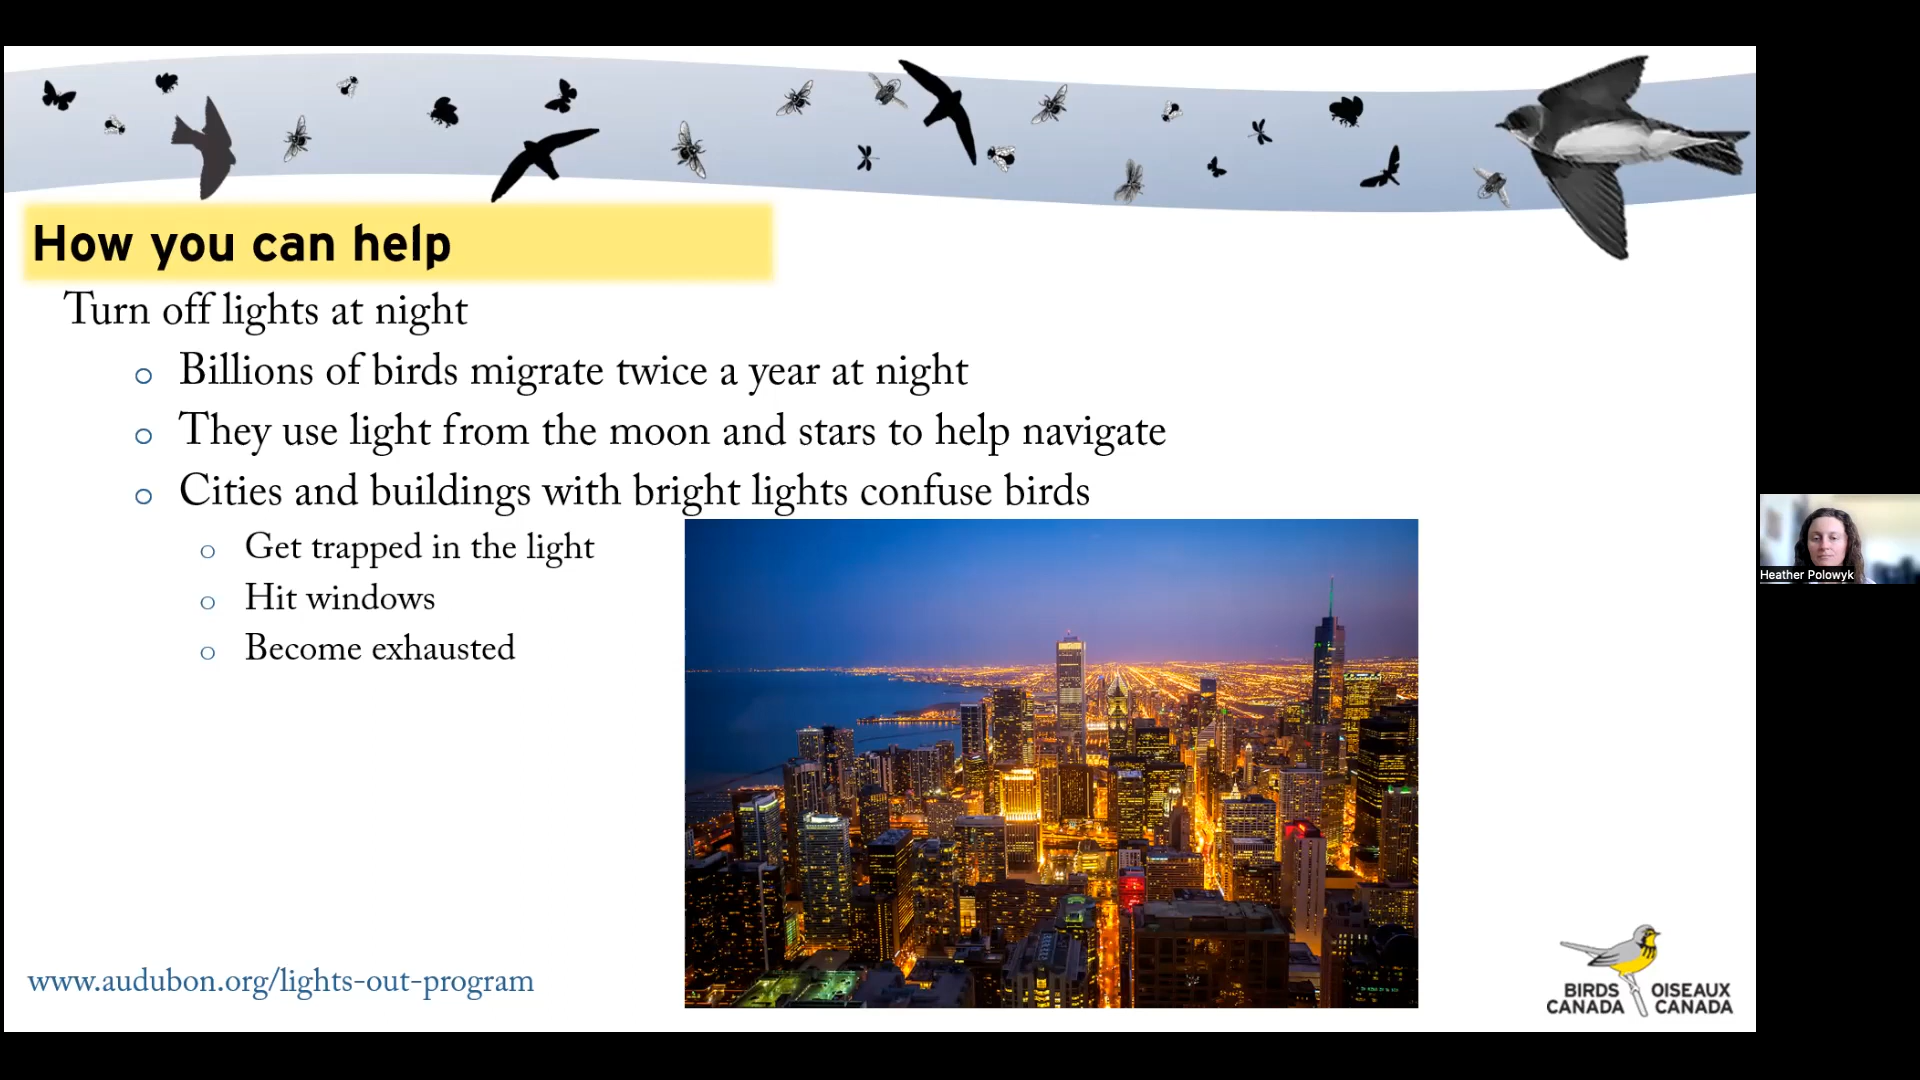 How you can help
Turn off lights at night
Billions of birds migrate twice a year at night
They use light from the moon and stars to help navigate
Cities and buildings with bright lights confuse birds
Get trapped in the light
Hit windows
Become exhausted
Heather Polowyk
www.audubon.org/lights-out-program
BIRDS OISEAUX
CANADA CANADA